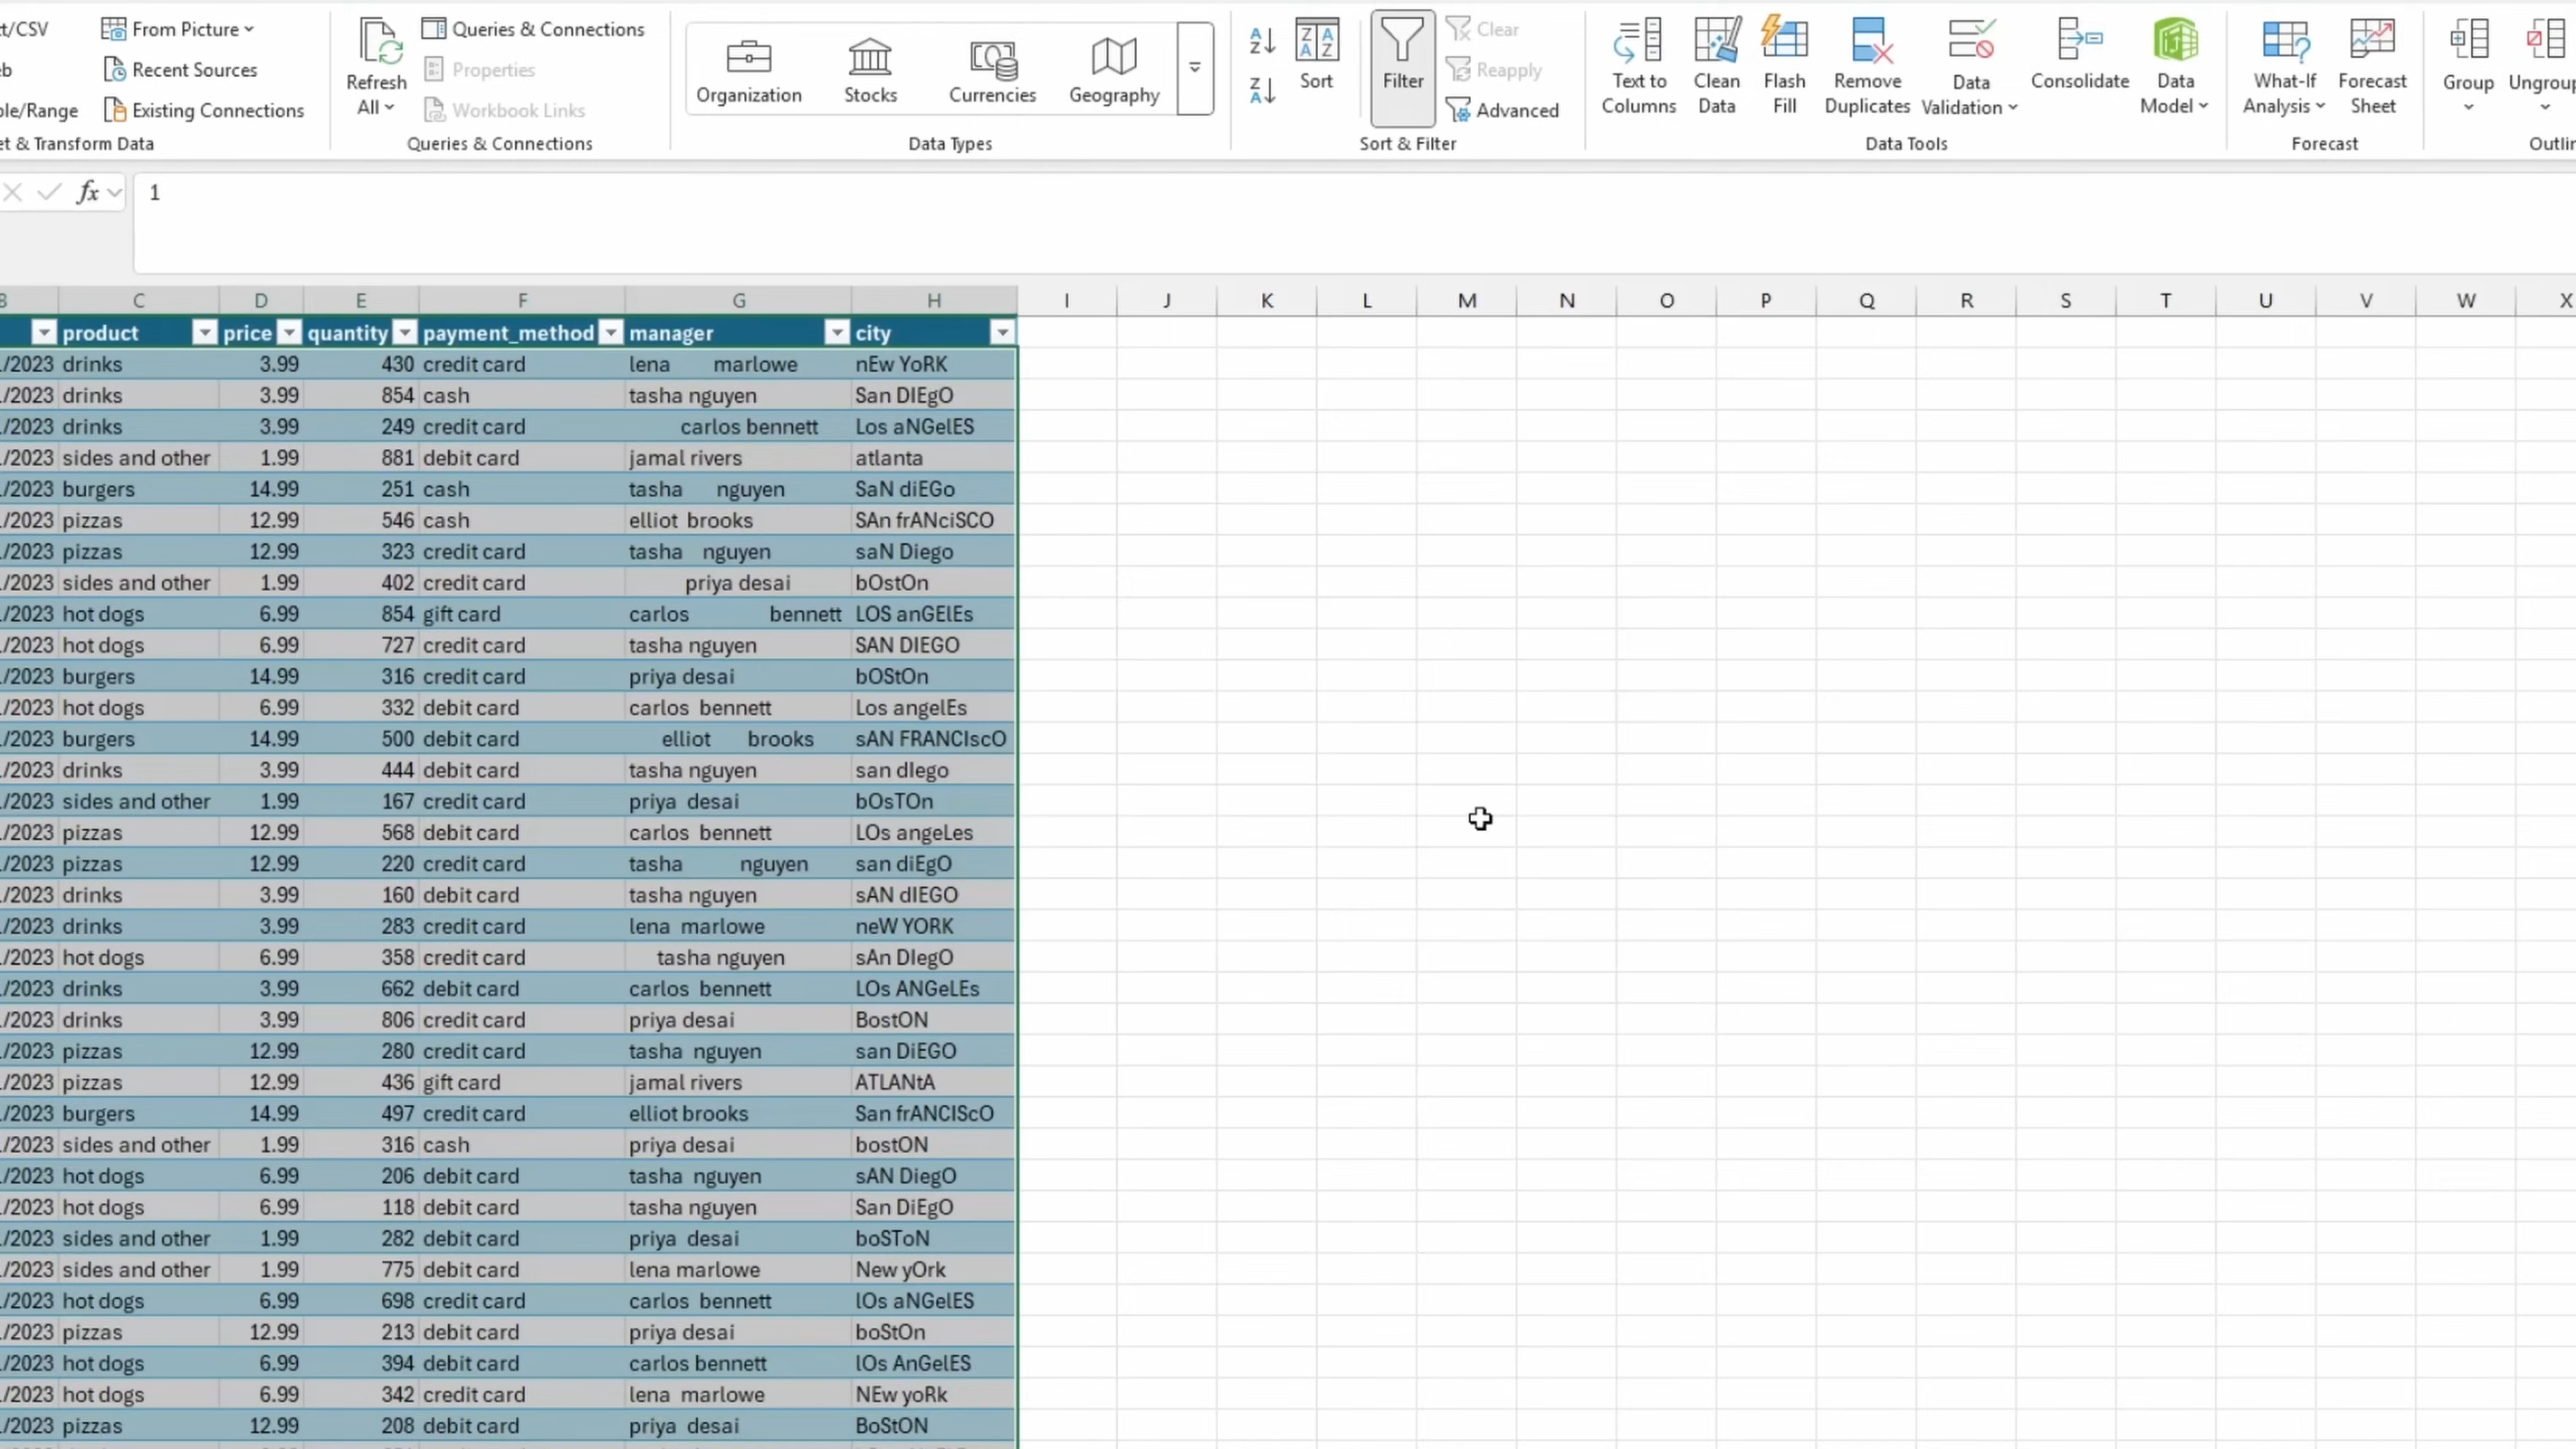 t/CSV From Picture Queries & Connections Clear
b Recent Sources Properties Reapply
le/Range Existing Connections Workbook Links Advanced
Refresh All Organization Stocks Currencies Geography Sort Filter Text to Columns Clean Data Flash Fill Remove Duplicates Data Validation Consolidate Data Model What-If Analysis Forecast Sheet Group Ungroup
et & Transform Data Queries & Connections Data Types Sort & Filter Data Tools Forecast Outlin
fx 1
B C D E F G H I J K L M N O P Q R S T U V W X
product price quantity payment_method manager city
/2023 drinks 3.99 430 credit card lena marlowe nEw YoRK
/2023 drinks 3.99 854 cash tasha nguyen San DIEgO
/2023 drinks 3.99 249 credit card carlos bennett Los aNGelES
/2023 sides and other 1.99 881 debit card jamal rivers atlanta
/2023 burgers 14.99 251 cash tasha nguyen SaN diEGo
/2023 pizzas 12.99 546 cash elliot brooks SAn frANciSCO
/2023 pizzas 12.99 323 credit card tasha nguyen saN Diego
/2023 sides and other 1.99 402 credit card priya desai bOstOn
/2023 hot dogs 6.99 854 gift card carlos bennett LOS anGElEs
/2023 hot dogs 6.99 727 credit card tasha nguyen SAN DIEGO
/2023 burgers 14.99 316 credit card priya desai bOStOn
/2023 hot dogs 6.99 332 debit card carlos bennett Los angelEs
/2023 burgers 14.99 500 debit card elliot brooks sAN FRANCIscO
/2023 drinks 3.99 444 debit card tasha nguyen san dIego
/2023 sides and other 1.99 167 credit card priya desai bOsTOn
/2023 pizzas 12.99 568 debit card carlos bennett LOs angeLes
/2023 pizzas 12.99 220 credit card tasha nguyen san diEgO
/2023 drinks 3.99 160 debit card tasha nguyen sAN dIEGO
/2023 drinks 3.99 283 credit card lena marlowe neW YORK
/2023 hot dogs 6.99 358 credit card tasha nguyen sAn DIegO
/2023 drinks 3.99 662 debit card carlos bennett LOs ANGeLEs
/2023 drinks 3.99 806 credit card priya desai BostON
/2023 pizzas 12.99 280 credit card tasha nguyen san DiEGO
/2023 pizzas 12.99 436 gift card jamal rivers ATLANtA
/2023 burgers 14.99 497 credit card elliot brooks San frANCIScO
/2023 sides and other 1.99 316 cash priya desai bostON
/2023 hot dogs 6.99 206 debit card tasha nguyen sAN DiegO
/2023 hot dogs 6.99 118 debit card tasha nguyen San DiEgO
/2023 sides and other 1.99 282 debit card priya desai boSToN
/2023 sides and other 1.99 775 debit card lena marlowe New yOrk
/2023 hot dogs 6.99 698 credit card carlos bennett lOs aNGelES
/2023 pizzas 12.99 213 debit card priya desai boStOn
/2023 hot dogs 6.99 394 debit card carlos bennett lOs AnGelES
/2023 hot dogs 6.99 342 credit card lena marlowe NEw yoRk
/2023 pizzas 12.99 208 debit card priya desai BoStON